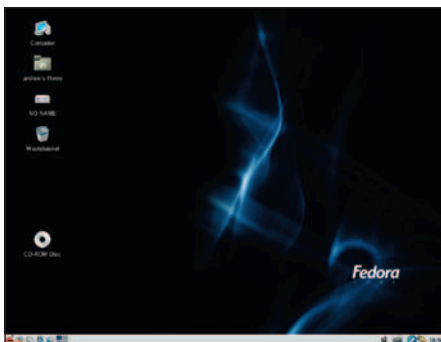 Computer
andrew's Home
NO NAME
Wastebasket
CD-ROM Disc
Fedora